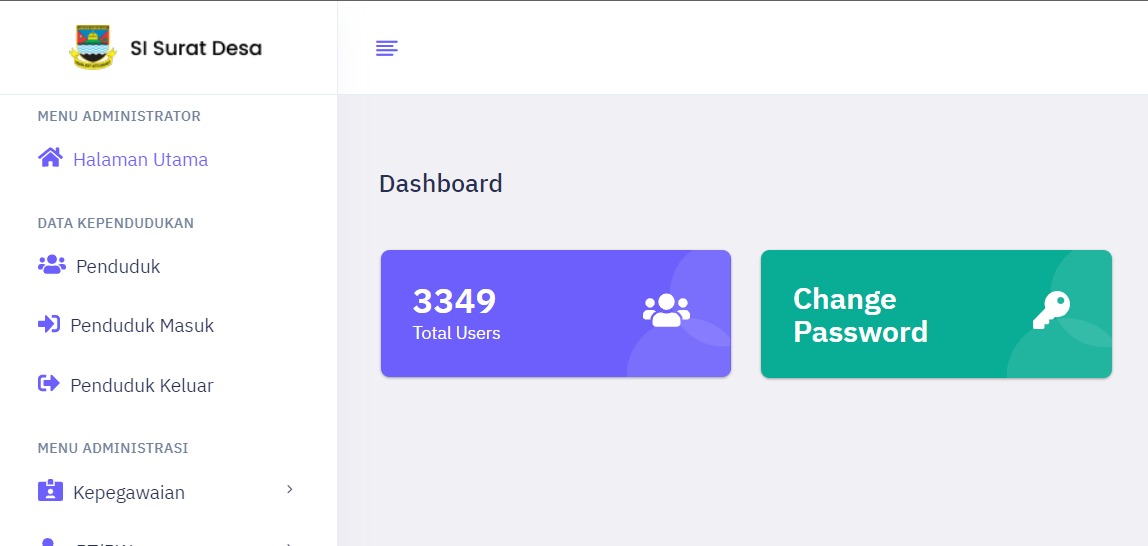 SI Surat Desa
MENU ADMINISTRATOR
Halaman Utama
DATA KEPENDUDUKAN
Penduduk
Penduduk Masuk
Penduduk Keluar
MENU ADMINISTRASI
Kepegawaian
Dashboard
3349
Total Users
Change
Password